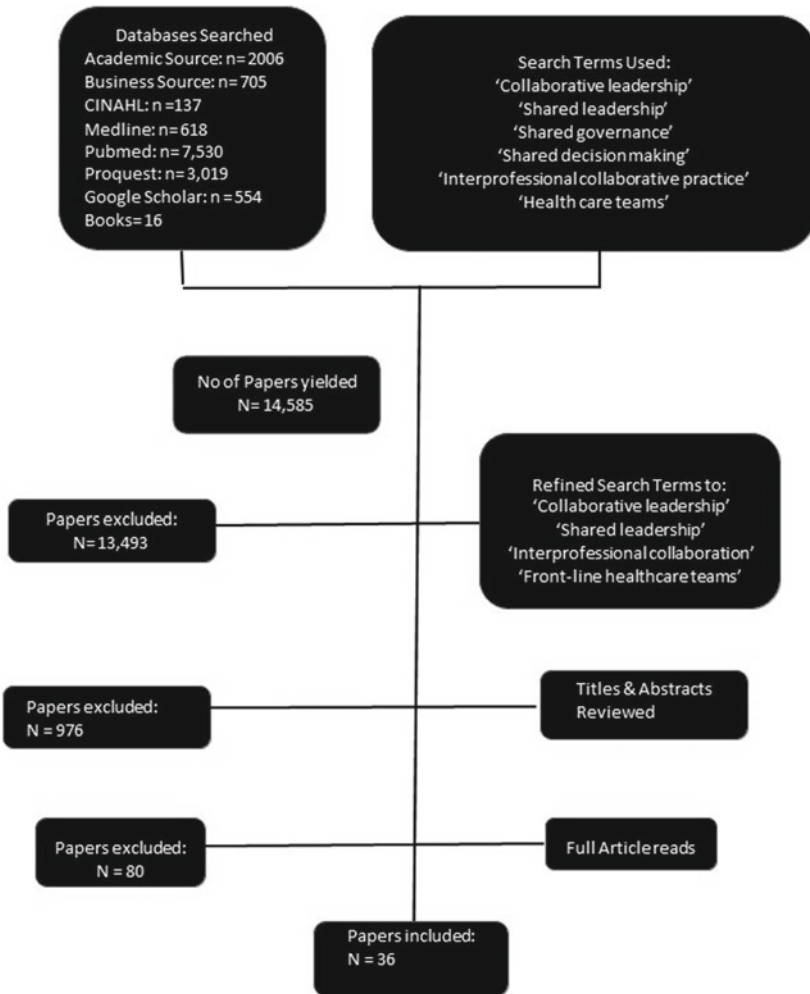 Databases Searched
Academic Source: n=2006
Business Source: n=705
CINAHL: n=137
Medline: n=618
Pubmed: n=7,530
Proquest: n=3,019
Google Scholar: n=554
Books=16
Search Terms Used:
‘Collaborative leadership’
‘Shared leadership’
‘Shared governance’
‘Shared decision making’
‘Interprofessional collaborative practice’
‘Health care teams’
No of Papers yielded
N= 14,585
Refined Search Terms to:
‘Collaborative leadership’
‘Shared leadership’
‘Interprofessional collaboration’
‘Front-line healthcare teams’
Papers excluded:
N=13,493
Titles & Abstracts
Reviewed
Papers excluded:
N = 976
Full Article reads
Papers excluded:
N = 80
Papers included:
N = 36